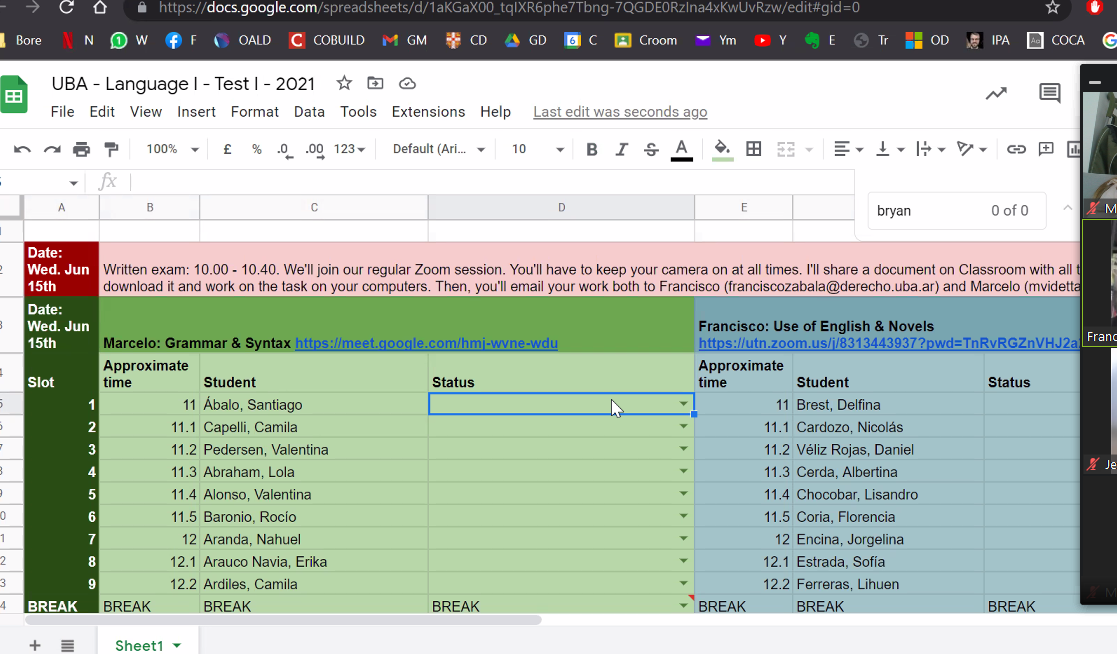 https://docs.google.com/spreadsheets/d/1aKGaX00_tqIXR6phe7Tbng-7QGDE0RzIna4xKwUvRzw/edit#gid=0
Bore N W F OALD COBUILD GM CD GD C Croom Ym Y E Tr OD IPA COCA
UBA - Language I - Test I - 2021
File Edit View Insert Format Data Tools Extensions Help Last edit was seconds ago
100% £ % .0 .00 123 Default (Ari... 10 B I S A
fx
bryan 0 of 0
A B C D E
Date:
Wed. Jun
15th
Written exam: 10.00 - 10.40. We'll join our regular Zoom session. You'll have to keep your camera on at all times. I'll share a document on Classroom with all
download it and work on the task on your computers. Then, you'll email your work both to Francisco (franciscozabala@derecho.uba.ar) and Marcelo (mvidetta
Date:
Wed. Jun
15th
Marcelo: Grammar & Syntax https://meet.google.com/hmj-wvne-wdu
Francisco: Use of English & Novels
https://utn.zoom.us/j/8313443937?pwd=TnRvRGZnVHJ2a
Slot Approximate time Student Status Approximate time Student Status
1 11 Ábalo, Santiago 11 Brest, Delfina
2 11.1 Capelli, Camila 11.1 Cardozo, Nicolás
3 11.2 Pedersen, Valentina 11.2 Véliz Rojas, Daniel
4 11.3 Abraham, Lola 11.3 Cerda, Albertina
5 11.4 Alonso, Valentina 11.4 Chocobar, Lisandro
6 11.5 Baronio, Rocío 11.5 Coria, Florencia
7 12 Aranda, Nahuel 12 Encina, Jorgelina
8 12.1 Arauco Navia, Erika 12.1 Estrada, Sofía
9 12.2 Ardiles, Camila 12.2 Ferreras, Lihuen
BREAK BREAK BREAK BREAK BREAK BREAK BREAK
Sheet1
M
Franc
Je